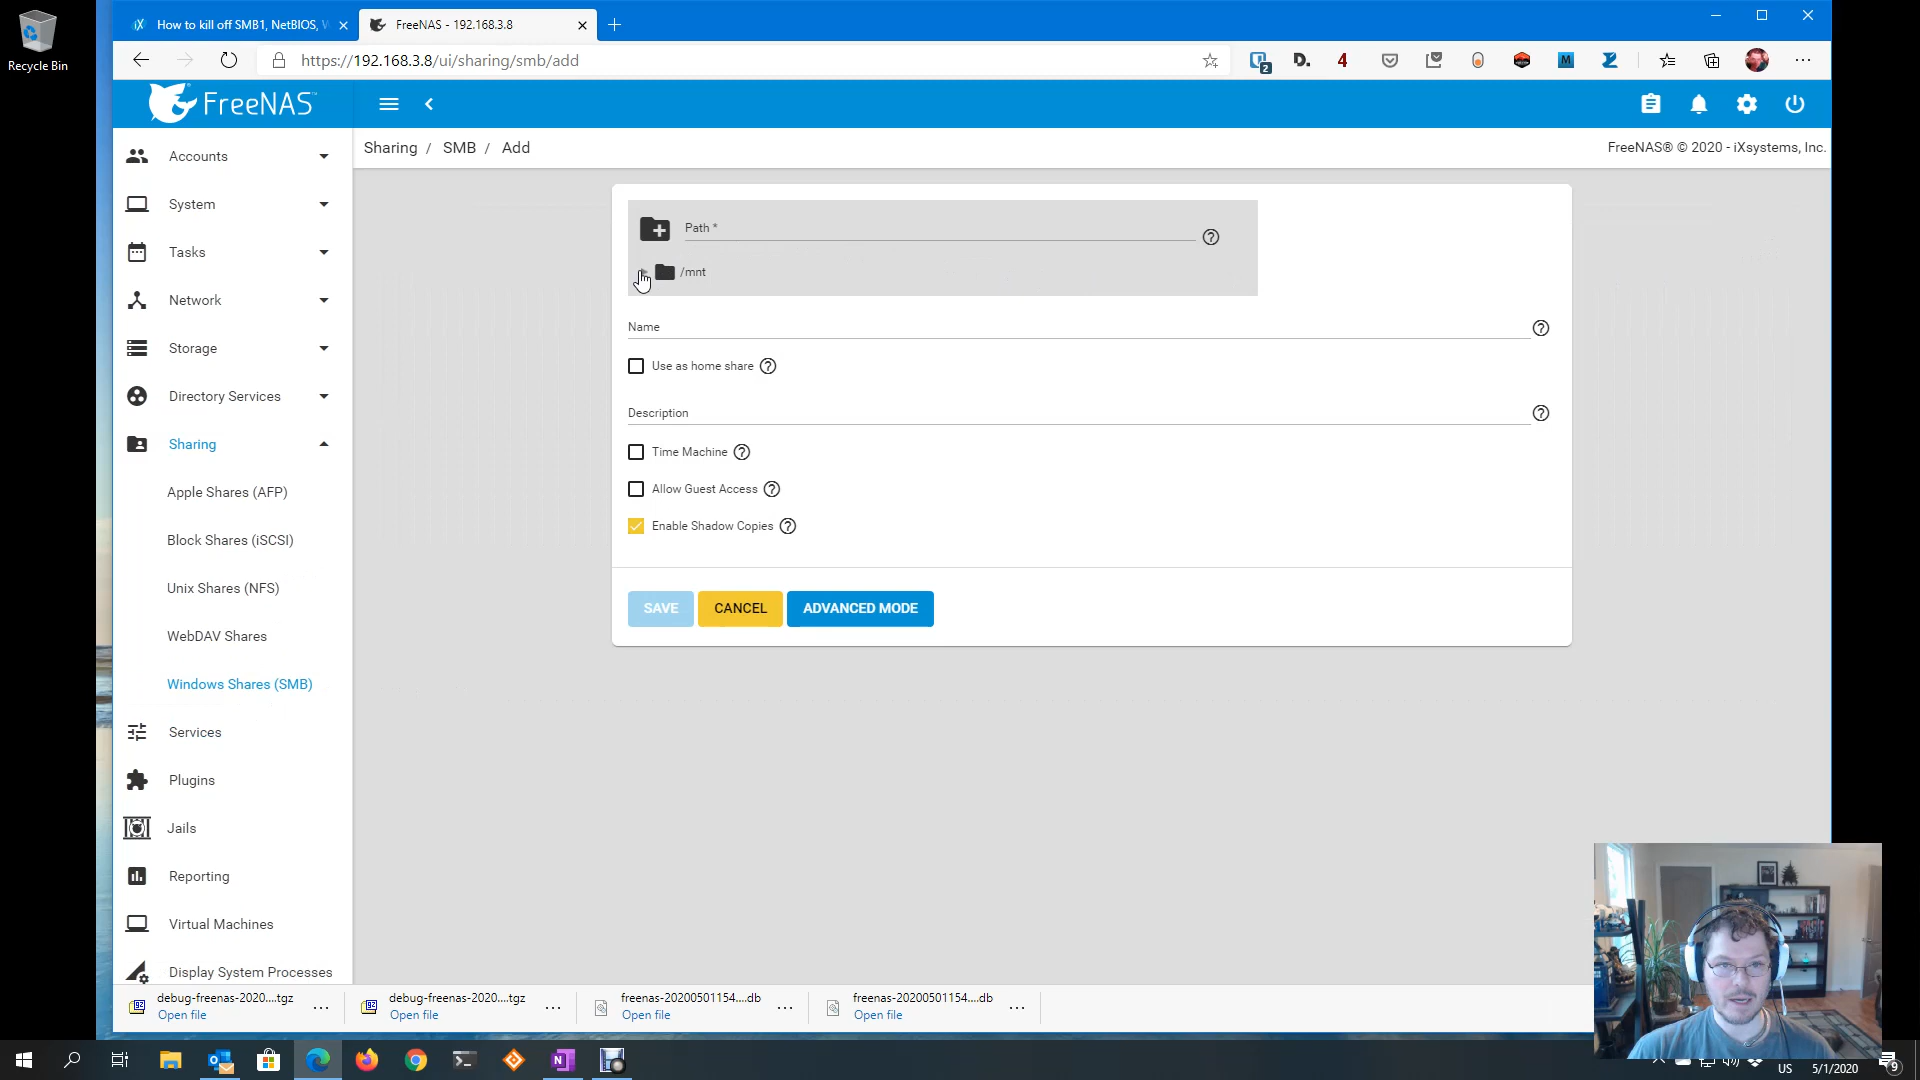 Recycle Bin
How to kill off SMB1, NetBIOS, W
FreeNAS - 192.168.3.8
https://192.168.3.8/ui/sharing/smb/add
2
D.
4
M
Z
FreeNAS
Sharing / SMB / Add
FreeNAS® © 2020 - iXsystems, Inc.
Accounts
System
Tasks
Network
Storage
Directory Services
Sharing
Apple Shares (AFP)
Block Shares (iSCSI)
Unix Shares (NFS)
WebDAV Shares
Windows Shares (SMB)
Services
Plugins
Jails
Reporting
Virtual Machines
Display System Processes
Path *
/mnt
Name
Use as home share
Description
Time Machine
Allow Guest Access
Enable Shadow Copies
SAVE
CANCEL
ADVANCED MODE
debug-freenas-2020....tgz
Open file
debug-freenas-2020....tgz
Open file
freenas-20200501154....db
Open file
freenas-20200501154....db
Open file
US
5/1/2020
9